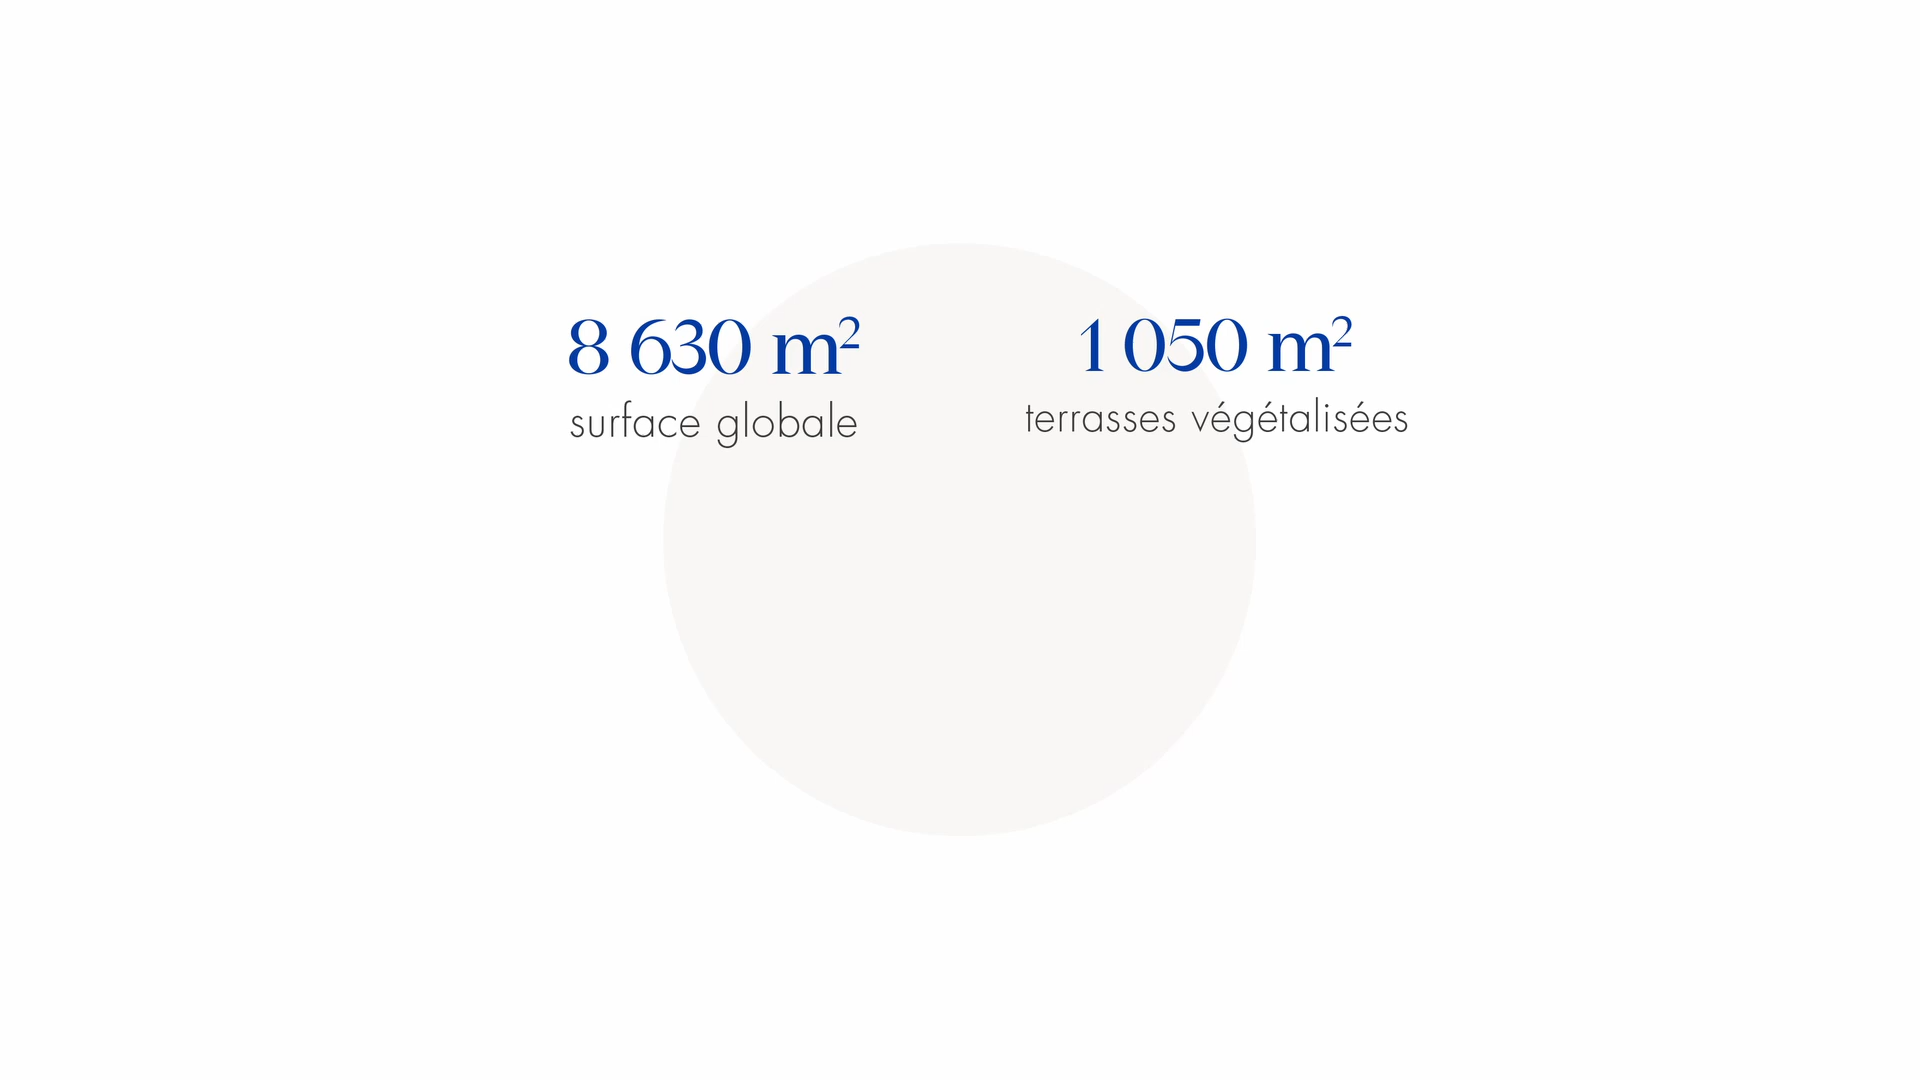 8 630 m²
surface globale
1 050 m²
terrasses végétalisées